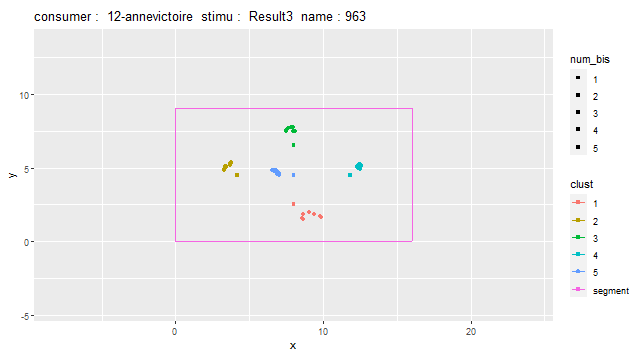 consumer : 12-annevictoire stimu : Result3 name : 963
y
10
5
0
-5
0
10
20
x
num_bis
1
2
3
4
5
clust
1
2
3
4
5
segment